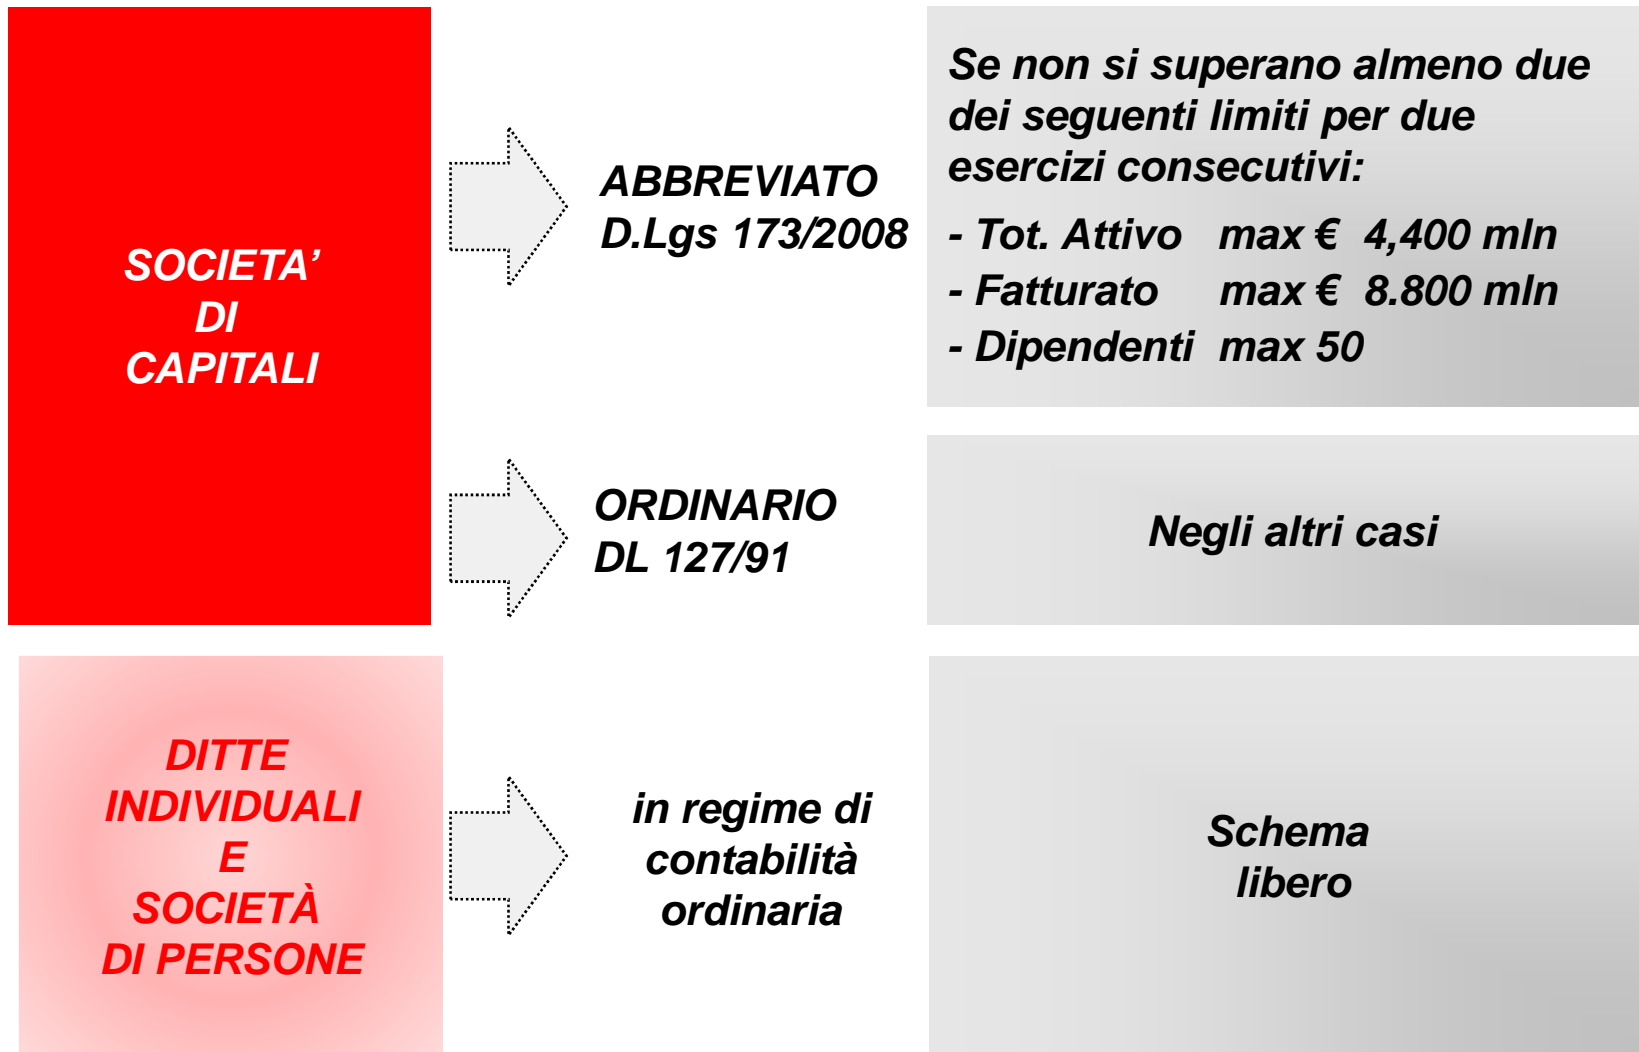 SOCIETA’
DI
CAPITALI
ABBREVIATO
D.Lgs 173/2008
Se non si superano almeno due
dei seguenti limiti per due
esercizi consecutivi:
- Tot. Attivo max € 4,400 mln
- Fatturato max € 8.800 mln
- Dipendenti max 50
ORDINARIO
DL 127/91
Negli altri casi
DITTE
INDIVIDUALI
E
SOCIETÀ
DI PERSONE
in regime di
contabilità
ordinaria
Schema
libero